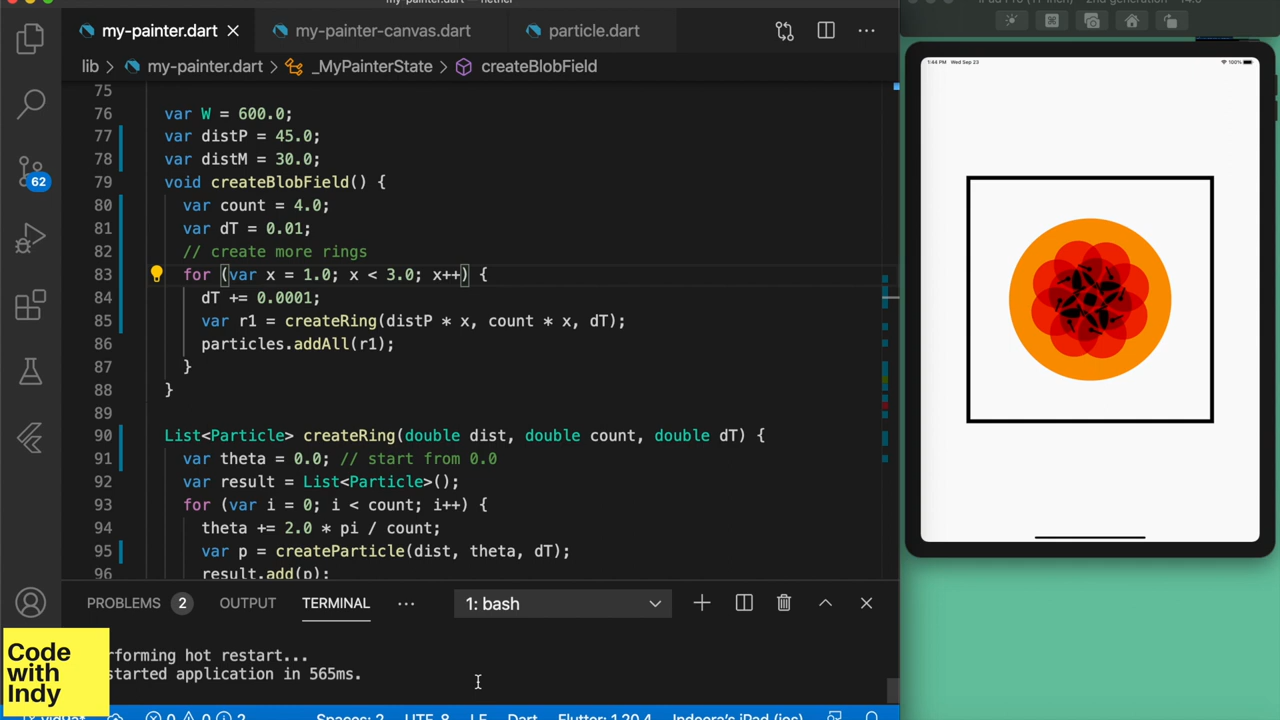 my-painter.dart
my-painter-canvas.dart
particle.dart
lib > my-painter.dart > _MyPainterState > createBlobField
75
76 var W = 600.0;
77 var distP = 45.0;
78 var distM = 30.0;
79 void createBlobField() {
80 var count = 4.0;
81 var dT = 0.01;
82 // create more rings
83 for (var x = 1.0; x < 3.0; x++) {
84 dT += 0.0001;
85 var r1 = createRing(distP * x, count * x, dT);
86 particles.addAll(r1);
87 }
88 }
89
90 List<Particle> createRing(double dist, double count, double dT) {
91 var theta = 0.0; // start from 0.0
92 var result = List<Particle>();
93 for (var i = 0; i < count; i++) {
94 theta += 2.0 * pi / count;
95 var p = createParticle(dist, theta, dT);
96 result.add(p);
62
PROBLEMS 2 OUTPUT TERMINAL ··· 1: bash
rforming hot restart...
started application in 565ms.
Code
with
Indy
Spaces: 2 UTF-8 LF Dart Flutter: 1.20.4 Indeera's iPad (ios)
1:44 PM Wed Sep 23
100%